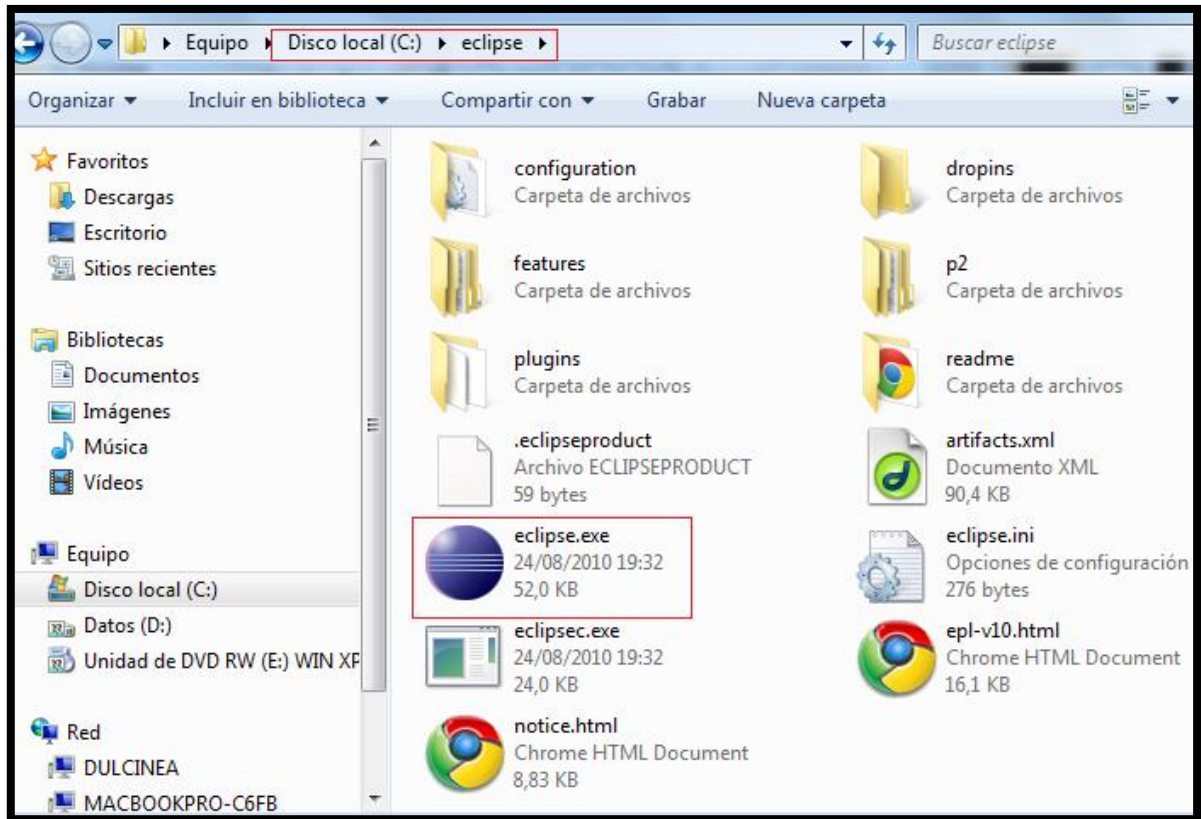 Equipo Disco local (C:) eclipse
Buscar eclipse
Organizar Incluir en biblioteca Compartir con Grabar Nueva carpeta
Favoritos
Descargas
Escritorio
Sitios recientes
Bibliotecas
Documentos
Imágenes
Música
Vídeos
Equipo
Disco local (C:)
Datos (D:)
Unidad de DVD RW (E:) WIN XP
Red
DULCINEA
MACBOOKPRO-C6FB
configuration
Carpeta de archivos
dropins
Carpeta de archivos
features
Carpeta de archivos
p2
Carpeta de archivos
plugins
Carpeta de archivos
readme
Carpeta de archivos
.eclipseproduct
Archivo ECLIPSEPRODUCT
59 bytes
artifacts.xml
Documento XML
90,4 KB
eclipse.exe
24/08/2010 19:32
52,0 KB
eclipse.ini
Opciones de configuración
276 bytes
eclipsec.exe
24/08/2010 19:32
24,0 KB
epl-v10.html
Chrome HTML Document
16,1 KB
notice.html
Chrome HTML Document
8,83 KB